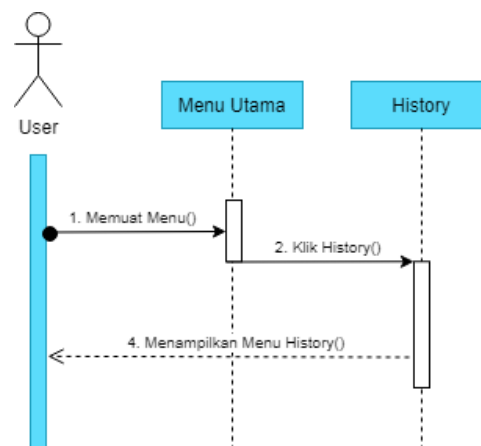 User
Menu Utama
History
1. Memuat Menu()
2. Klik History()
4. Menampilkan Menu History()